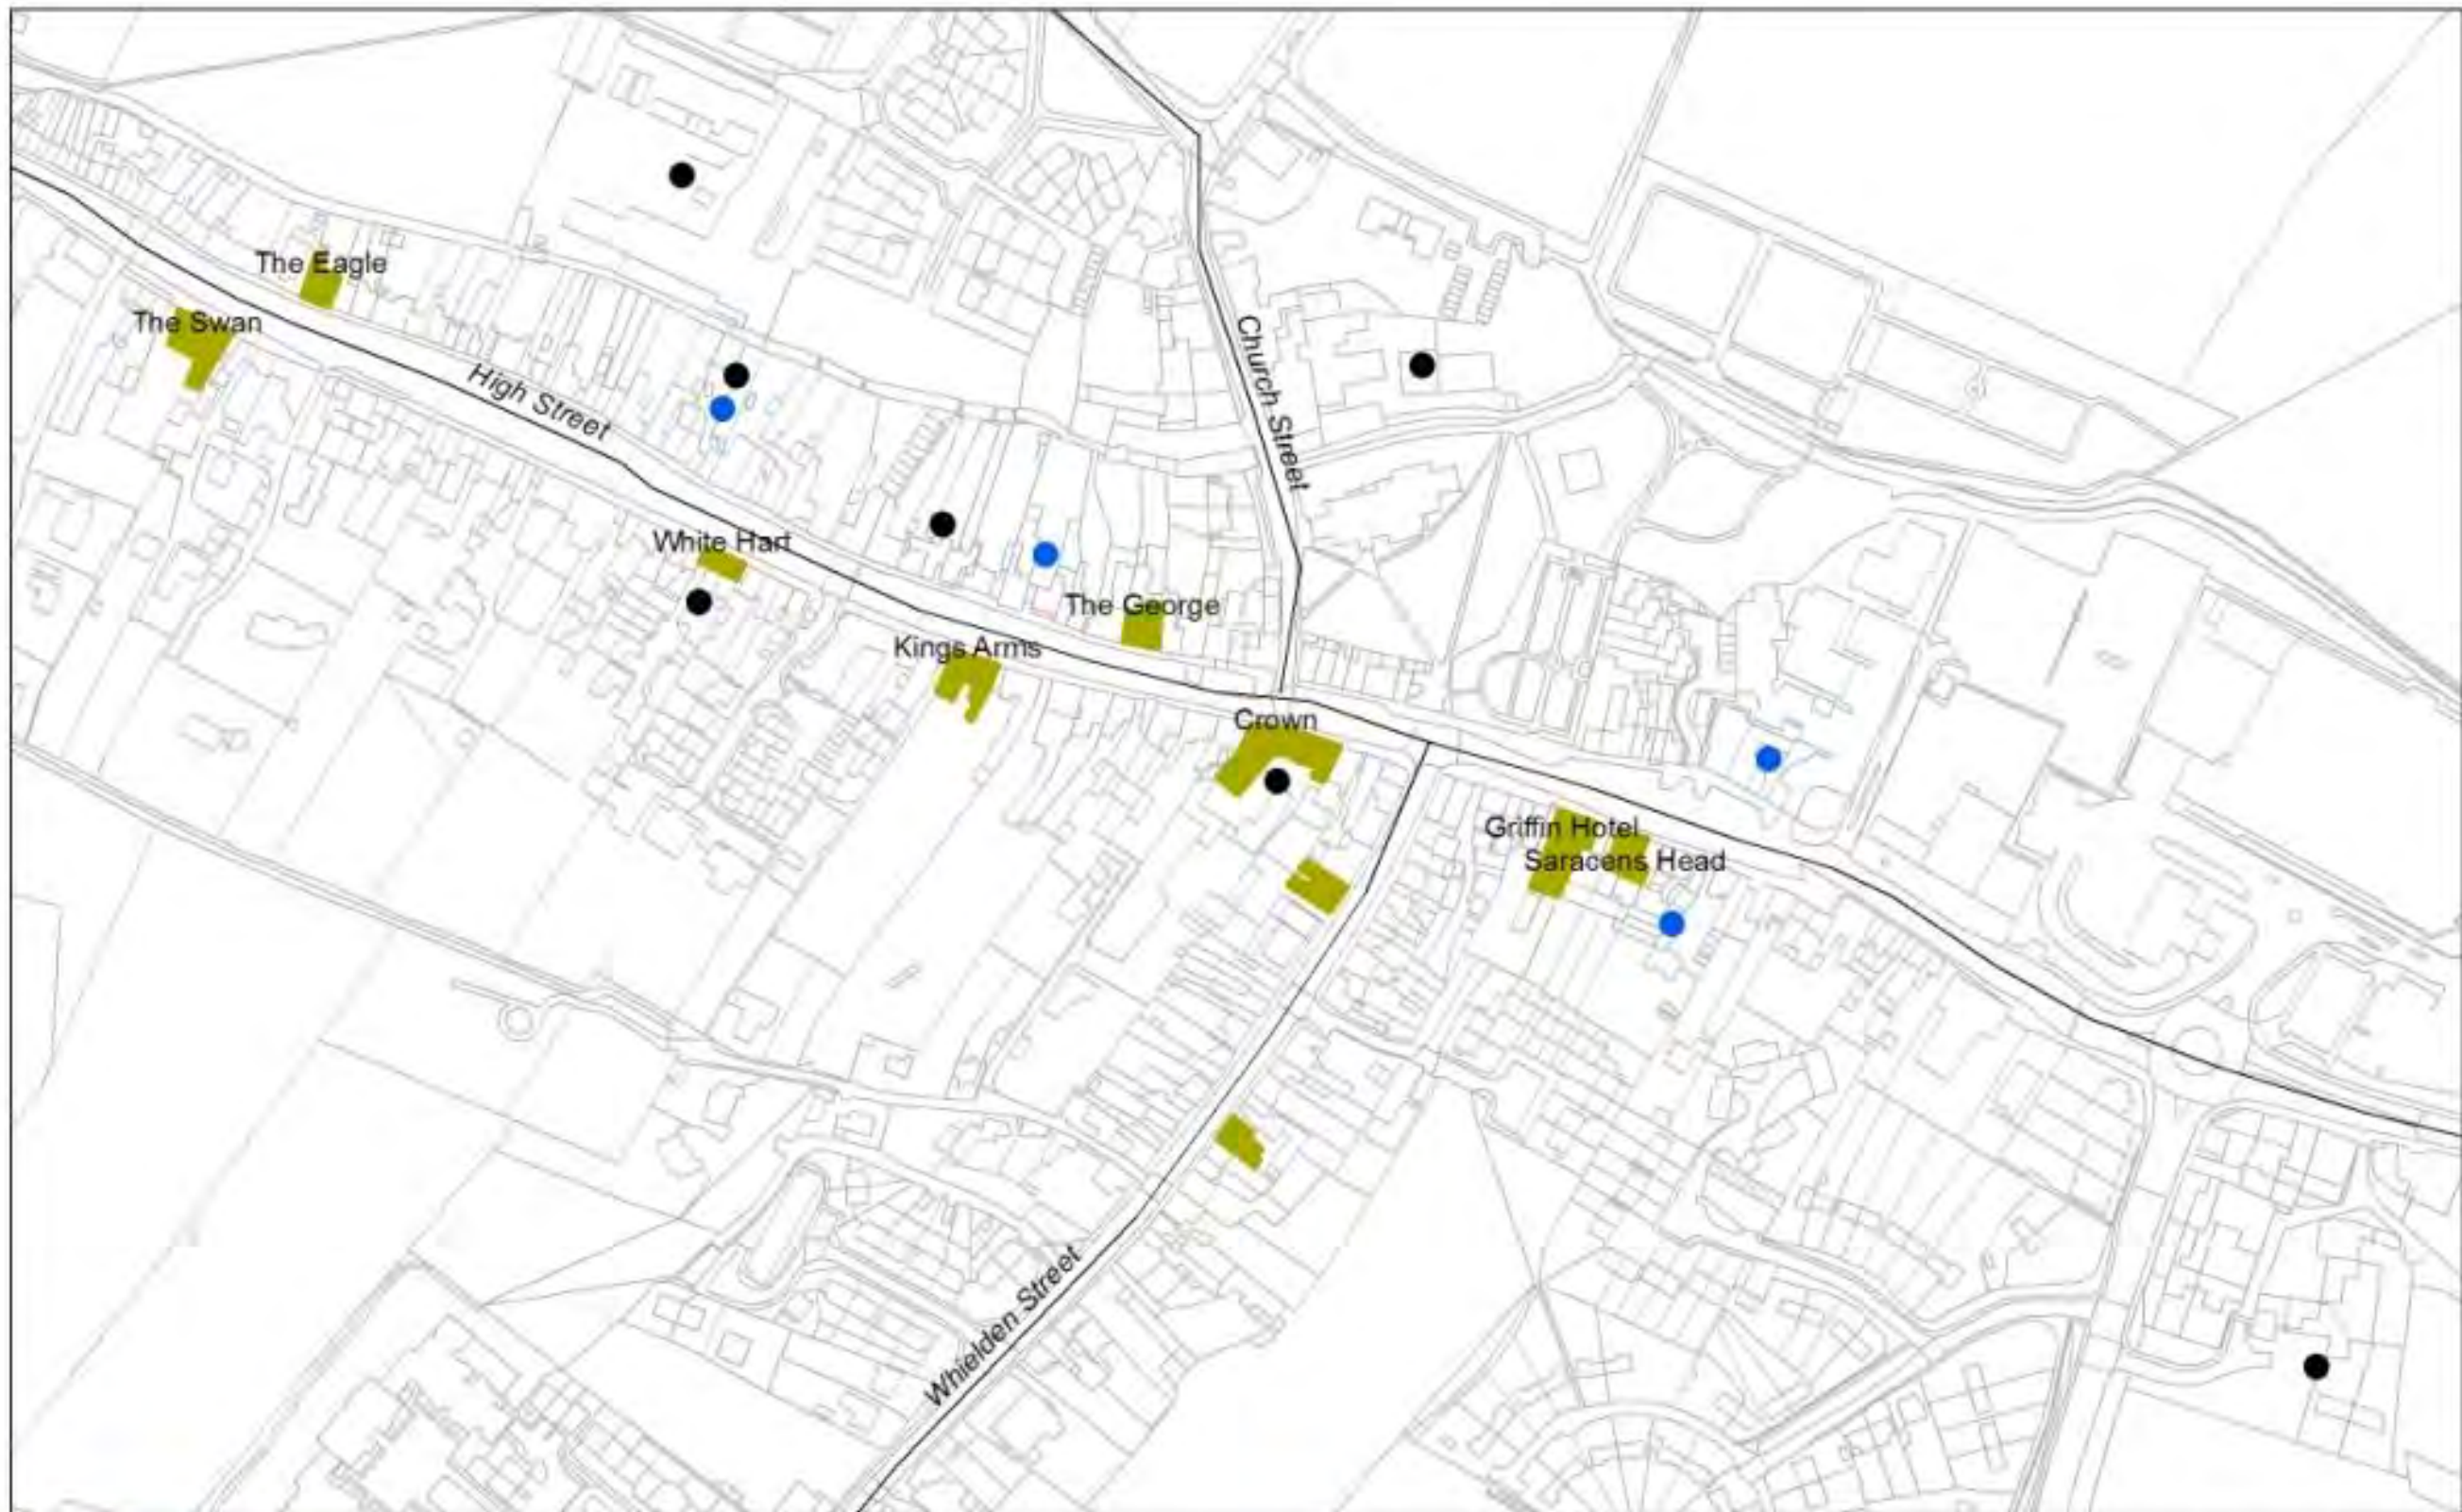 The Eagle
The Swan
High Street
Church Street
White Hart
The George
Kings Arms
Crown
Griffin Hotel
Saracens Head
Whielden Street